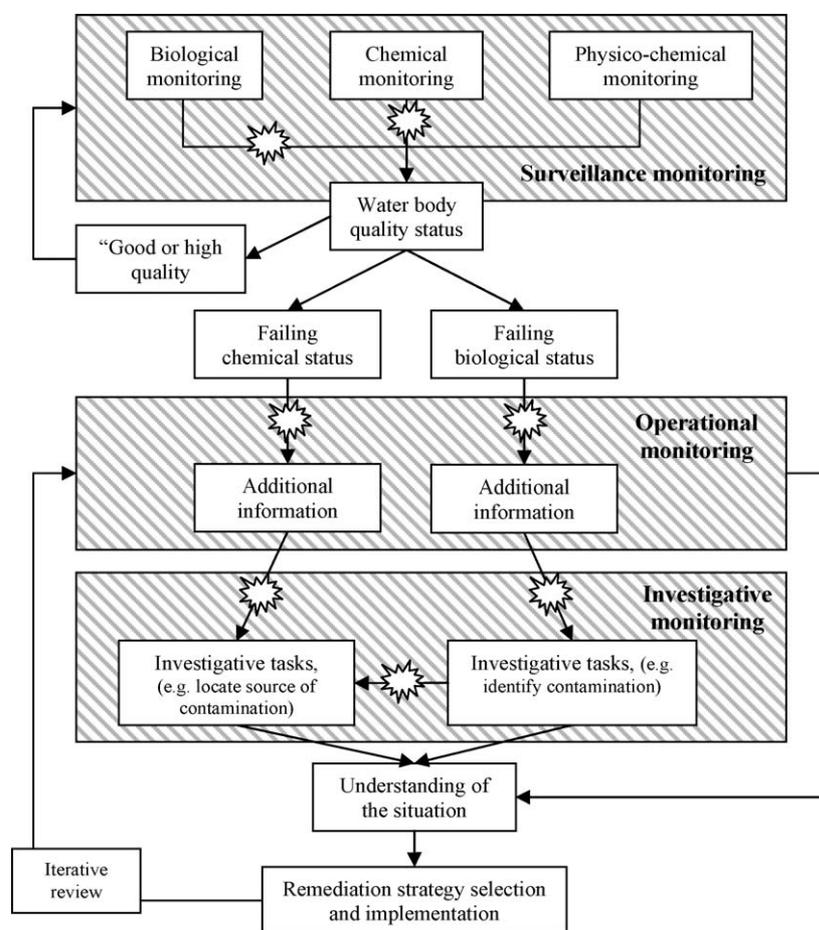 Biological
monitoring
Chemical
monitoring
Physico-chemical
monitoring
Surveillance monitoring
Water body
quality status
“Good or high
quality
Failing
chemical status
Failing
biological status
Operational
monitoring
Additional
information
Additional
information
Investigative
monitoring
Investigative tasks,
(e.g. locate source of
contamination)
Investigative tasks, (e.g.
identify contamination)
Understanding of
the situation
Iterative
review
Remediation strategy selection
and implementation